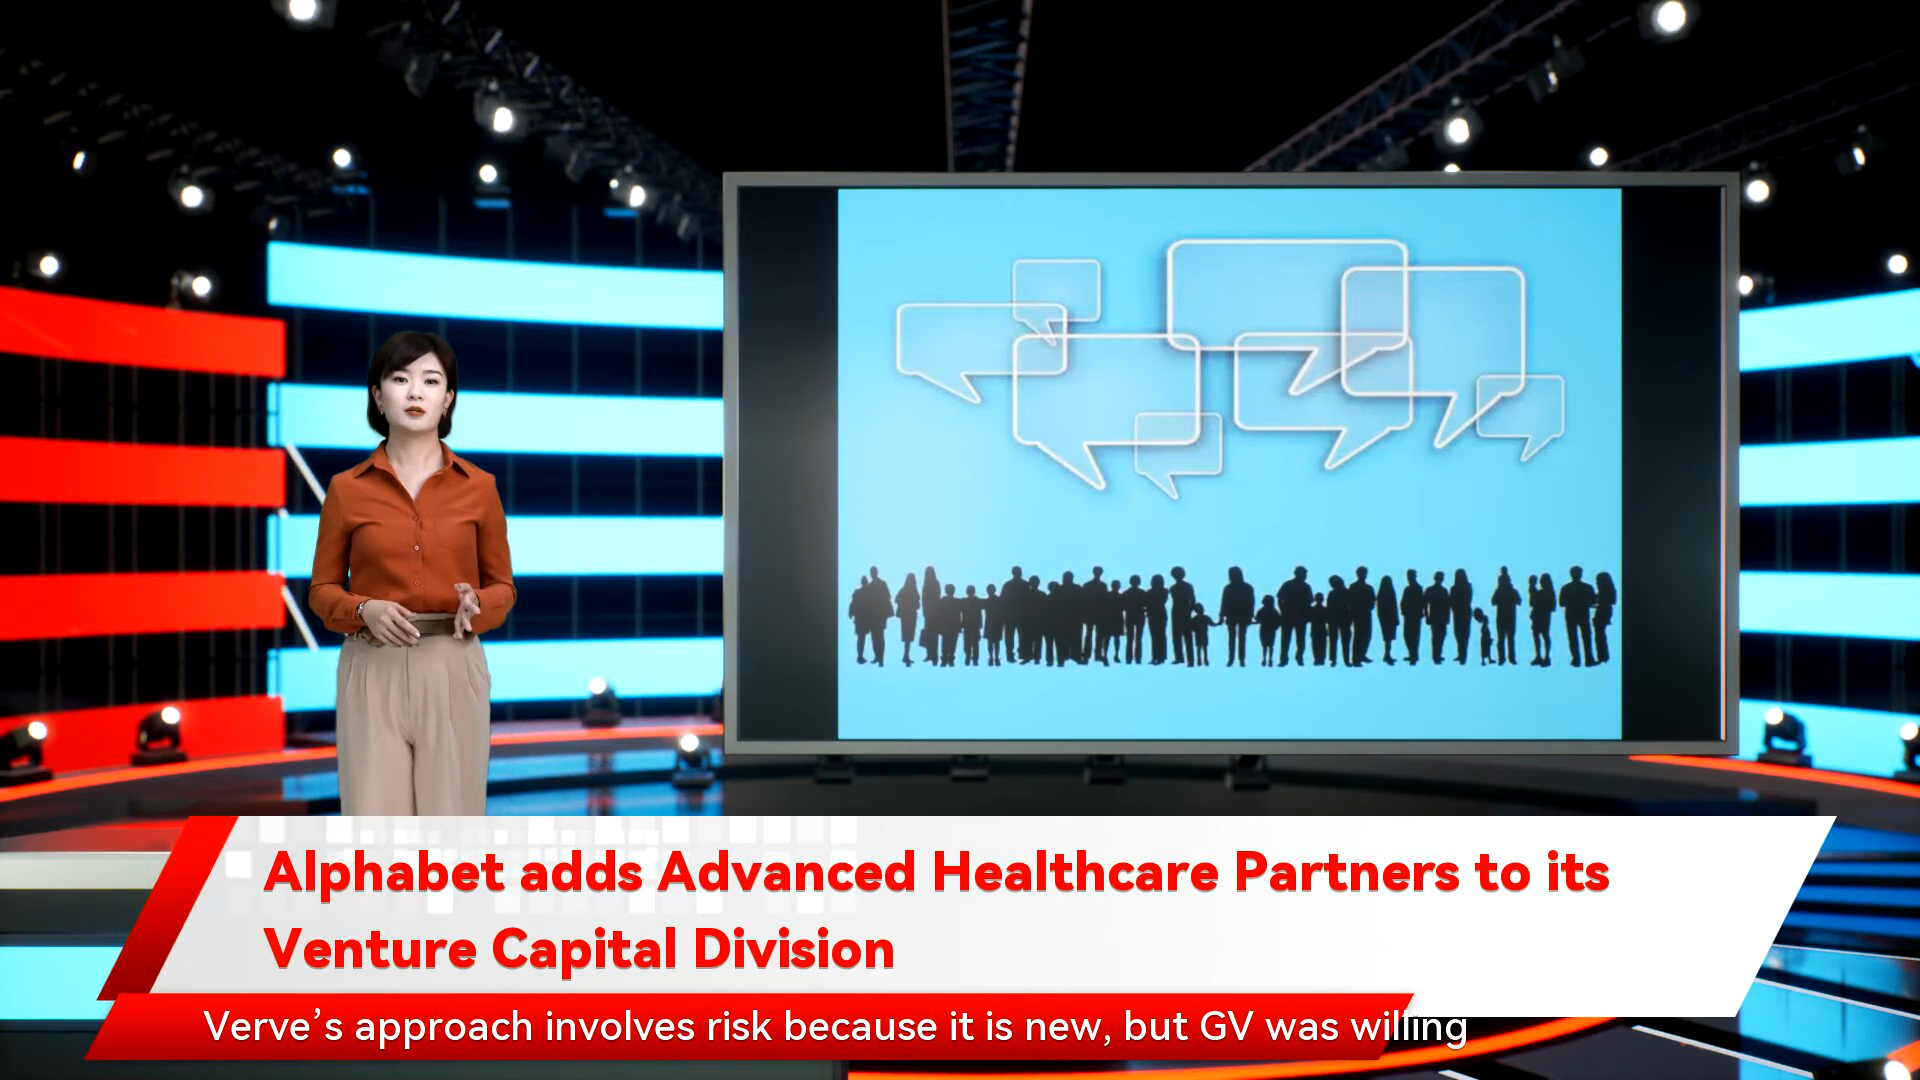 Alphabet adds Advanced Healthcare Partners to its
Venture Capital Division
Verve’s approach involves risk because it is new, but GV was willing